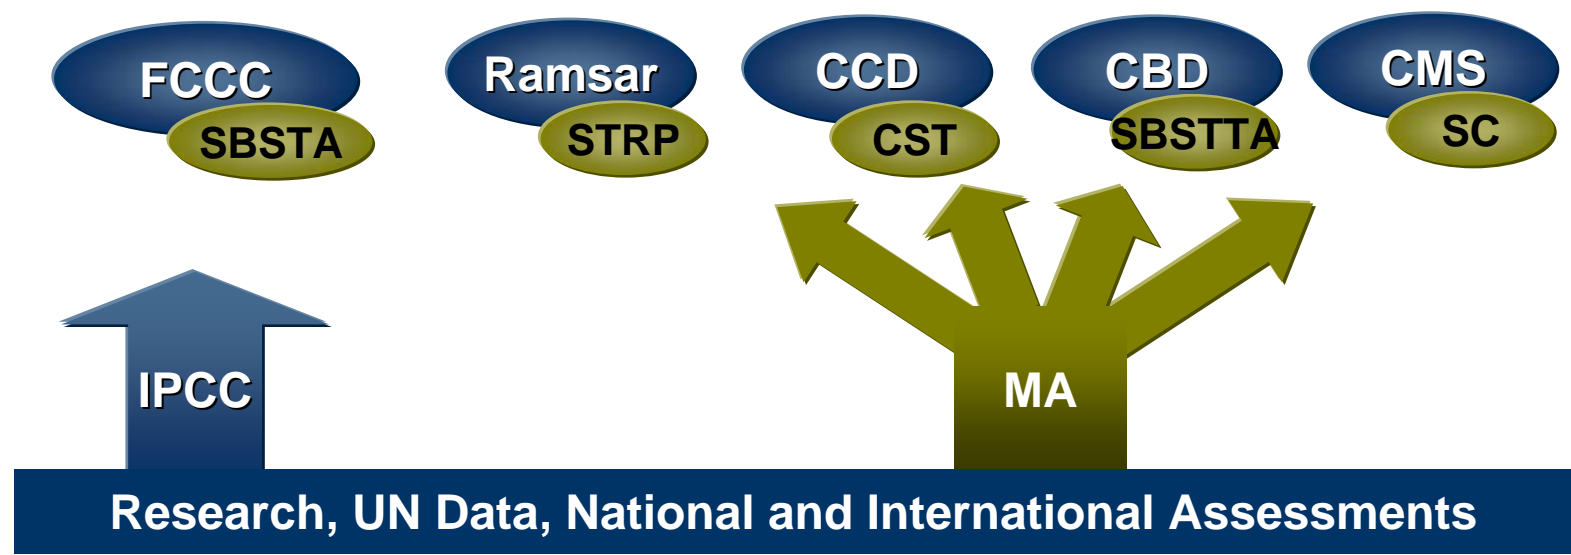 FCCC
SBSTA
Ramsar
STRP
CCD
CST
CBD
SBSTTA
CMS
SC
IPCC
MA
Research, UN Data, National and International Assessments